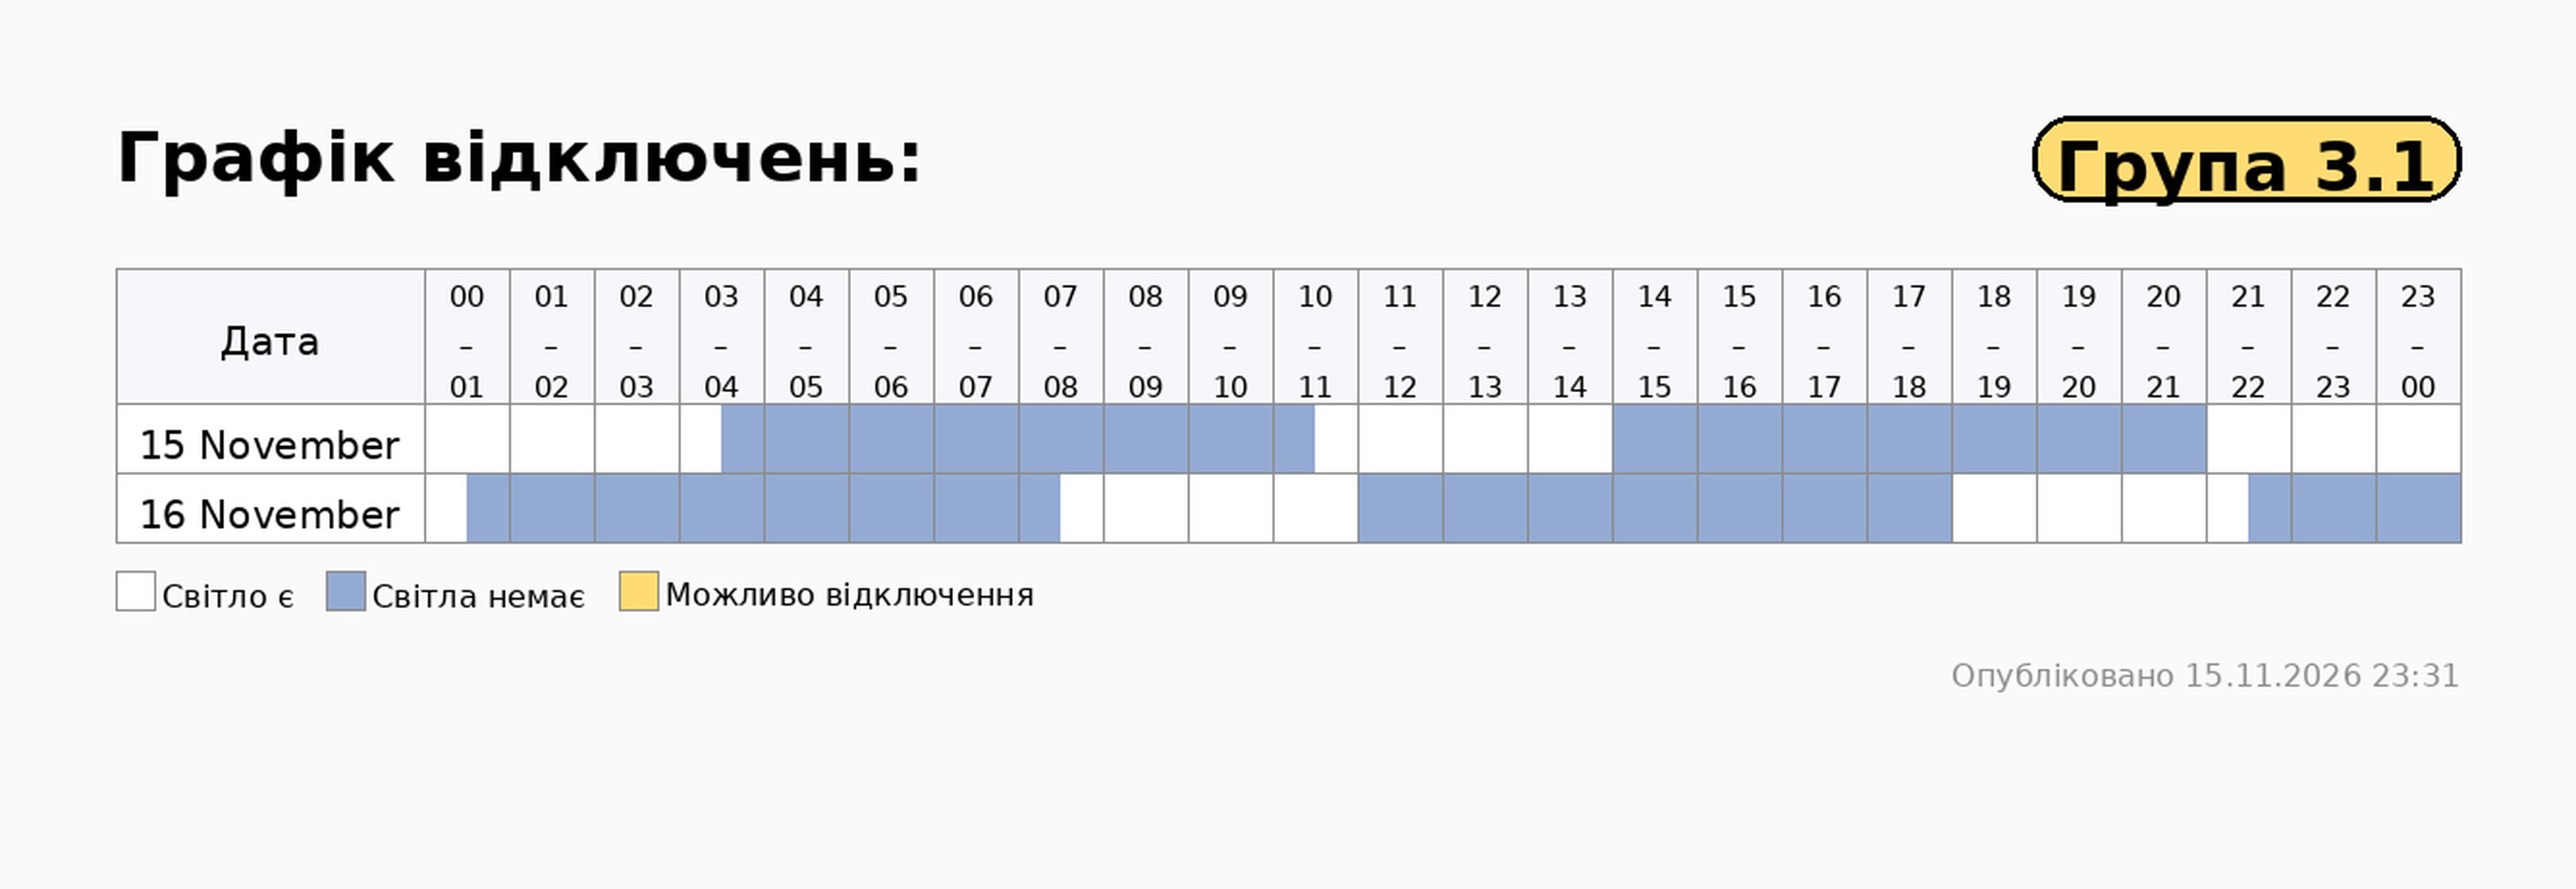 Графік відключень:
Група 3.1
Дата
00 – 01
01 – 02
02 – 03
03 – 04
04 – 05
05 – 06
06 – 07
07 – 08
08 – 09
09 – 10
10 – 11
11 – 12
12 – 13
13 – 14
14 – 15
15 – 16
16 – 17
17 – 18
18 – 19
19 – 20
20 – 21
21 – 22
22 – 23
23 – 00
15 November
16 November
Світло є
Світла немає
Можливо відключення
Опубліковано 15.11.2026 23:31